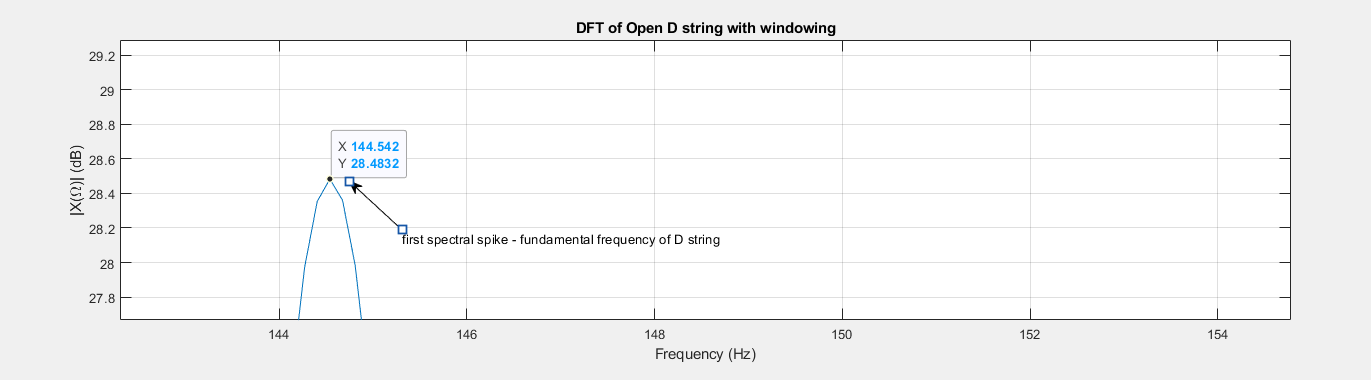 DFT of Open D string with windowing
29.2
29
28.8
28.6
28.4
28.2
28
27.8
|X(Ω)| (dB)
X 144.542
Y 28.4832
first spectral spike - fundamental frequency of D string
144
146
148
150
152
154
Frequency (Hz)